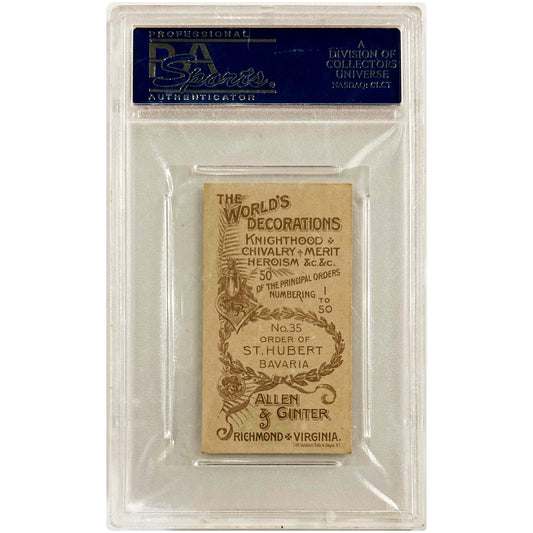 PROFESSIONAL
PSA
Sports
AUTHENTICATOR
A
DIVISION OF
COLLECTORS
UNIVERSE
NASDAQ: CLCT
THE
WORLD'S
DECORATIONS
KNIGHTHOOD
CHIVALRY MERIT
HEROISM &c.&c.
50
OF THE PRINCIPAL ORDERS
NUMBERING
1
TO
50
No.35
ORDER OF
ST. HUBERT
BAVARIA
ALLEN
& GINTER
RICHMOND VIRGINIA.